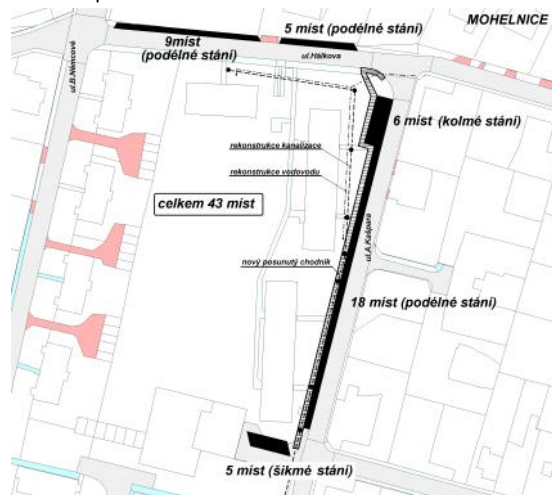 MOHELNICE
5 míst (podélné stání)
9míst
(podélné stání)
ul.Hálkova
ul.B.Němcové
6 míst (kolmé stání)
rekonstrukce kanalizace
rekonstrukce vodovodu
celkem 43 míst
ul.A.Kašpara
nový posunutý chodník
18 míst (podélné stání)
5 míst (šikmé stání)